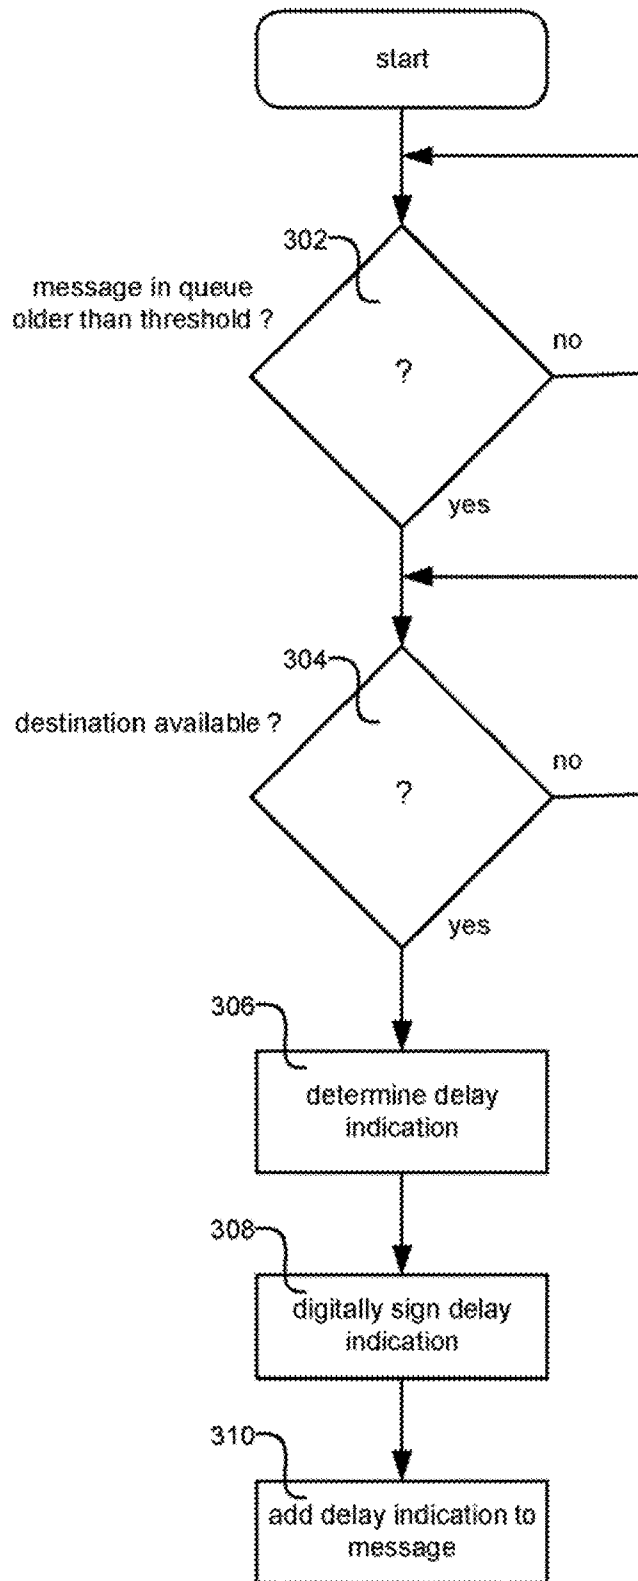 start
302
message in queue
older than threshold ?
?
no
yes
304
destination available ?
?
no
yes
306
determine delay
indication
308
digitally sign delay
indication
310
add delay indication to
message